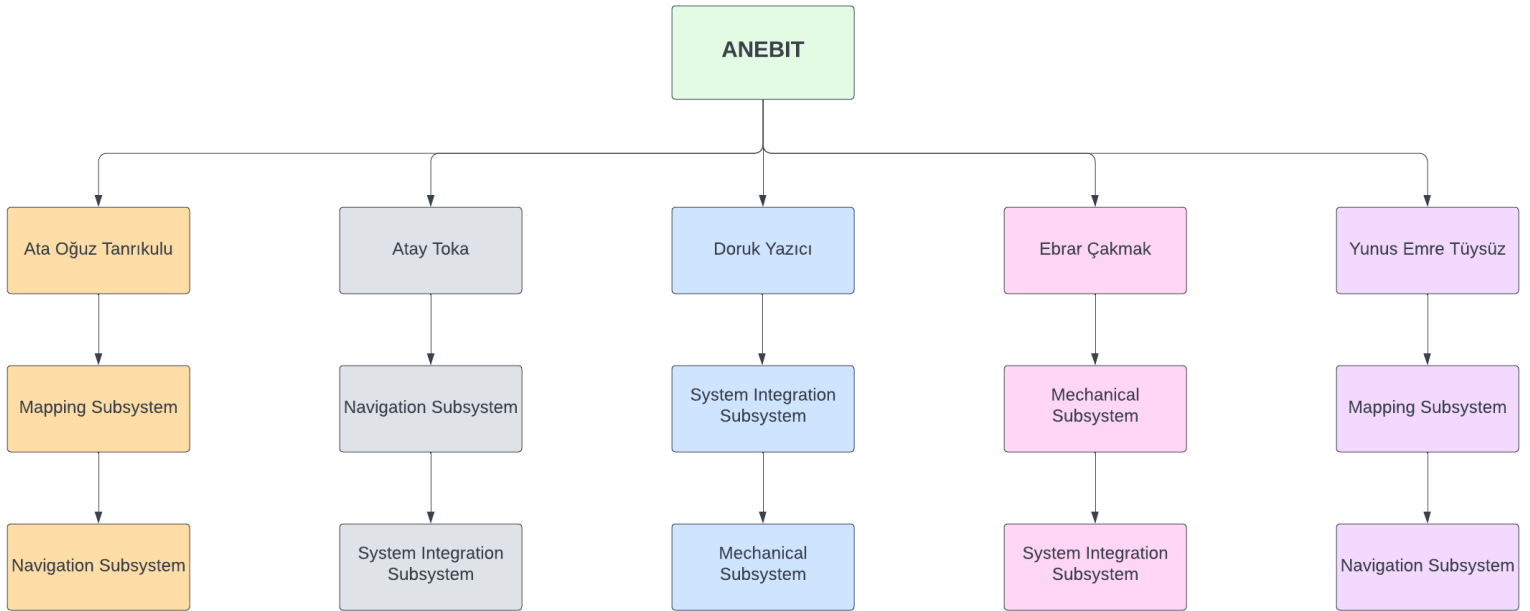 ANEBIT
Ata Oğuz Tanrıkulu
Atay Toka
Doruk Yazıcı
Ebrar Çakmak
Yunus Emre Tüysüz
Mapping Subsystem
Navigation Subsystem
System Integration
Subsystem
Mechanical
Subsystem
Mapping Subsystem
Navigation Subsystem
System Integration
Subsystem
Mechanical
Subsystem
System Integration
Subsystem
Navigation Subsystem